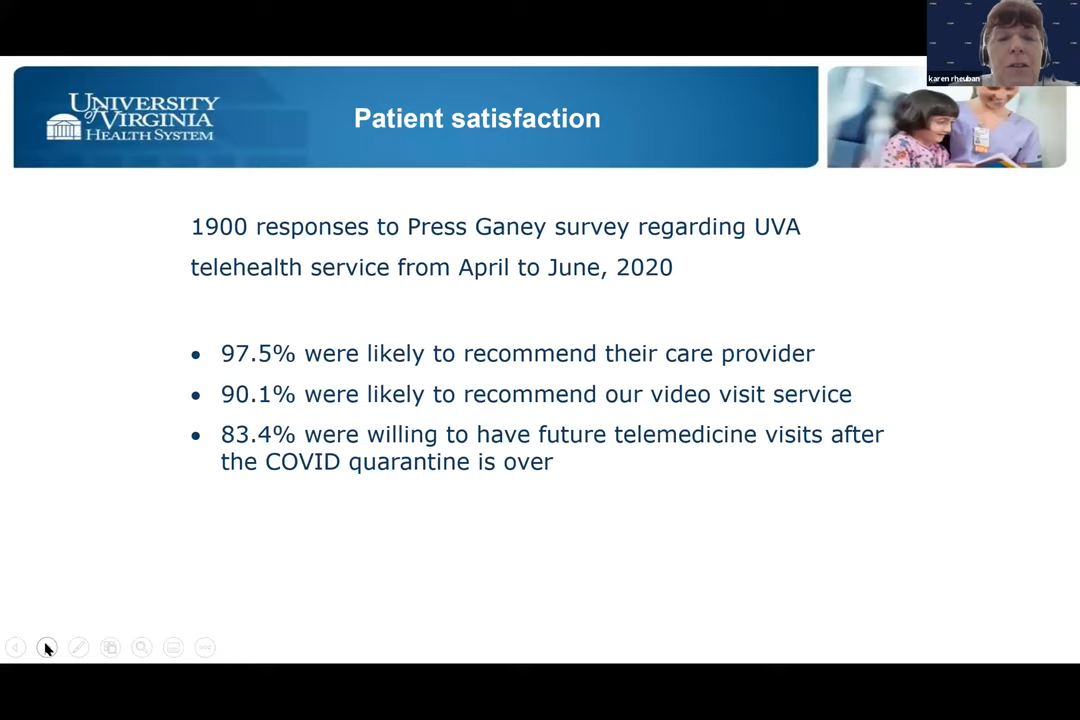 karen rheuban
UNIVERSITY
of VIRGINIA
HEALTH SYSTEM
Patient satisfaction
1900 responses to Press Ganey survey regarding UVA
telehealth service from April to June, 2020
• 97.5% were likely to recommend their care provider
• 90.1% were likely to recommend our video visit service
• 83.4% were willing to have future telemedicine visits after
the COVID quarantine is over